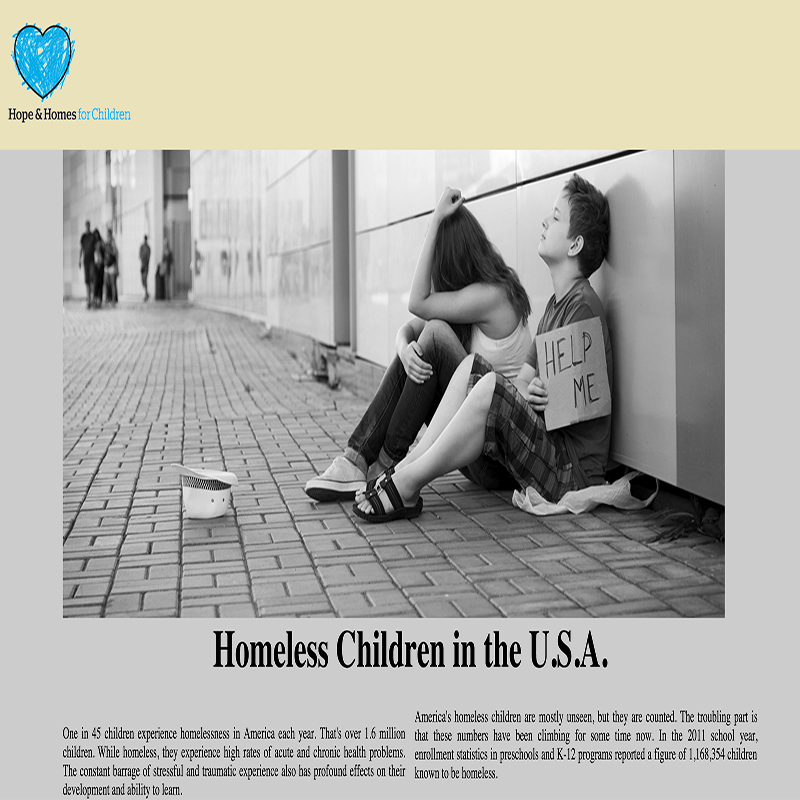 Hope & Homes for Children
HELP
ME
Homeless Children in the U.S.A.
One in 45 children experience homelessness in America each year. That's over 1.6 million
children. While homeless, they experience high rates of acute and chronic health problems.
The constant barrage of stressful and traumatic experience also has profound effects on their
development and ability to learn.
America's homeless children are mostly unseen, but they are counted. The troubling part is
that these numbers have been climbing for some time now. In the 2011 school year,
enrollment statistics in preschools and K-12 programs reported a figure of 1,168,354 children
known to be homeless.